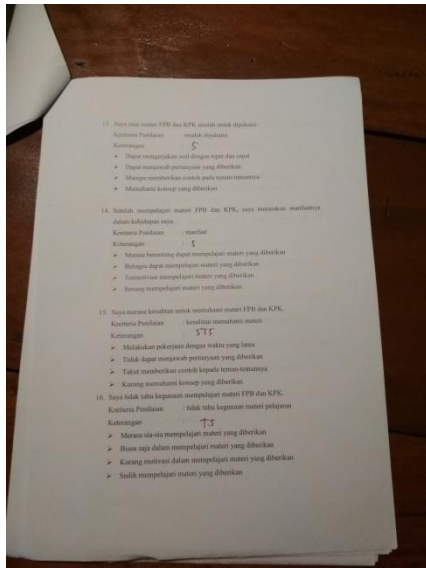 13. Saya rasa materi FPB dan KPK mudah untuk dipahami.
Kreiteria Penilaian : mudah dipahami
Keterangan : S
➢ Dapat mengerjakan soal dengan tepat dan cepat
➢ Dapat menjawab pertanyaan yang diberikan
➢ Mampu memberikan contoh pada teman-temannya
➢ Memahami konsep yang diberikan
14. Setelah mempelajari materi FPB dan KPK, saya merasakan manfaatnya
dalam kehidupan saya.
Kreiteria Penilaian : manfaat
Keterangan : S
➢ Merasa beruntung dapat mempelajari materi yang diberikan
➢ Bahagia dapat mempelajari materi yang diberikan
➢ Termotivasi mempelajari materi yang diberikan
➢ Senang mempelajari materi yang diberikan
15. Saya merasa kesulitan untuk memahami materi FPB dan KPK.
Kreiteria Penilaian : kesulitan memahami materi
Keterangan : STS
➢ Melakukan pekerjaan dengan waktu yang lama
➢ Tidak dapat menjawab pertanyaan yang diberikan
➢ Takut memberikan contoh kepada teman-temannya
➢ Kurang memahami konsep yang diberikan
16. Saya tidak tahu kegunaan mempelajari materi FPB dan KPK.
Kreiteria Penilaian : tidak tahu kegunaan materi pelajaran
Keterangan : TS
➢ Merasa sia-sia mempelajari materi yang diberikan
➢ Biasa saja dalam mempelajari materi yang diberikan
➢ Kurang motivasi dalam mempelajari materi yang diberikan
➢ Sedih mempelajari materi yang diberikan